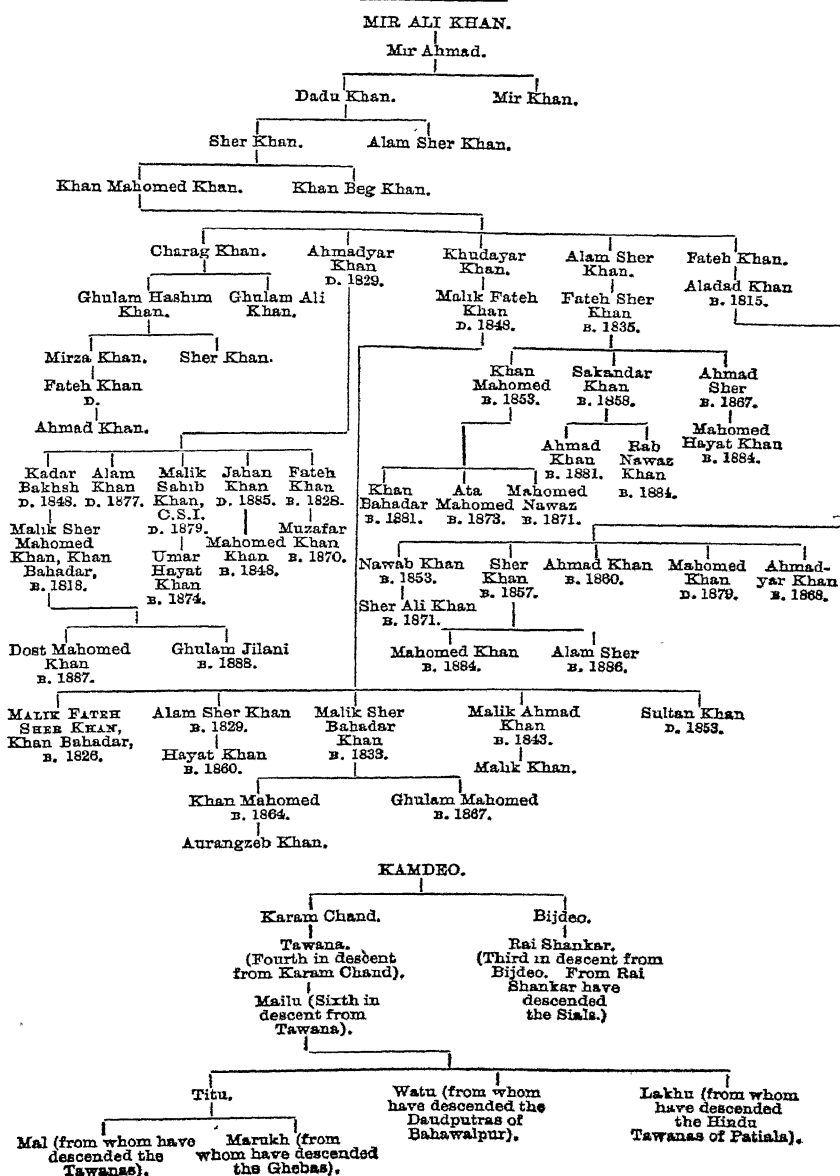 MIR ALI KHAN.
Mir Ahmad.
Dadu Khan. Mir Khan.
Sher Khan. Alam Sher Khan.
Khan Mahomed Khan. Khan Beg Khan.
Charag Khan.
Ahmadyar
Khan
D. 1829.
Khudayar
Khan.
Alam Sher
Khan.
Fateh Khan.
Ghulam Hashim
Khan.
Ghulam Ali
Khan.
Malik Fateh
Khan
D. 1848.
Fateh Sher
Khan
B. 1835.
Aladad Khan
B. 1815.
Mirza Khan. Sher Khan.
Fateh Khan
D.
Ahmad Khan.
Khan
Mahomed
B. 1853.
Sakandar
Khan
B. 1858.
Ahmad
Sher
B. 1867.
Ahmad
Khan
B. 1881.
Rab
Nawaz
Khan
B. 1884.
Mahomed
Hayat Khan
B. 1884.
Kadar
Bakhsh
D. 1848.
Alam
Khan
D. 1877.
Malik
Sahib
Khan,
C.S.I.
D. 1879.
Jahan
Khan
D. 1885.
Fateh
Khan
B. 1828.
Khan
Bahadar
B. 1881.
Ata
Mahomed
B. 1873.
Mahomed
Nawaz
B. 1871.
Malik Sher
Mahomed
Khan, Khan
Bahadar,
B. 1818.
Umar
Hayat
Khan
B. 1874.
Mahomed
Khan
B. 1848.
Muzafar
Khan
B. 1870.
Nawab Khan
B. 1853.
Sher
Khan
B. 1857.
Ahmad Khan
B. 1860.
Mahomed
Khan
D. 1879.
Ahmad-
yar Khan
B. 1868.
Sher Ali Khan
B. 1871.
Dost Mahomed
Khan
B. 1887.
Ghulam Jilani
B. 1888.
Mahomed Khan
B. 1884.
Alam Sher
B. 1886.
MALIK FATEH
SHER KHAN,
Khan Bahadar,
B. 1826.
Alam Sher Khan
B. 1829.
Malik Sher
Bahadar
Khan
B. 1833.
Malik Ahmad
Khan
B. 1843.
Sultan Khan
D. 1853.
Hayat Khan
B. 1860.
Malik Khan.
Khan Mahomed
B. 1864.
Ghulam Mahomed
B. 1867.
Aurangzeb Khan.
KAMDEO.
Karam Chand. Bijdeo.
Tawana.
(Fourth in descent
from Karam Chand).
Rai Shankar.
(Third in descent from
Bijdeo. From Rai
Shankar have
descended
the Sials.)
Mailu (Sixth in
descent from
Tawana).
Titu.
Watu (from whom
have descended the
Daudputras of
Bahawalpur).
Lakhu (from whom
have descended
the Hindu
Tawanas of Patiala).
Mal (from whom have
descended the
Tawanas).
Marukh (from
whom have descended
the Ghebas).